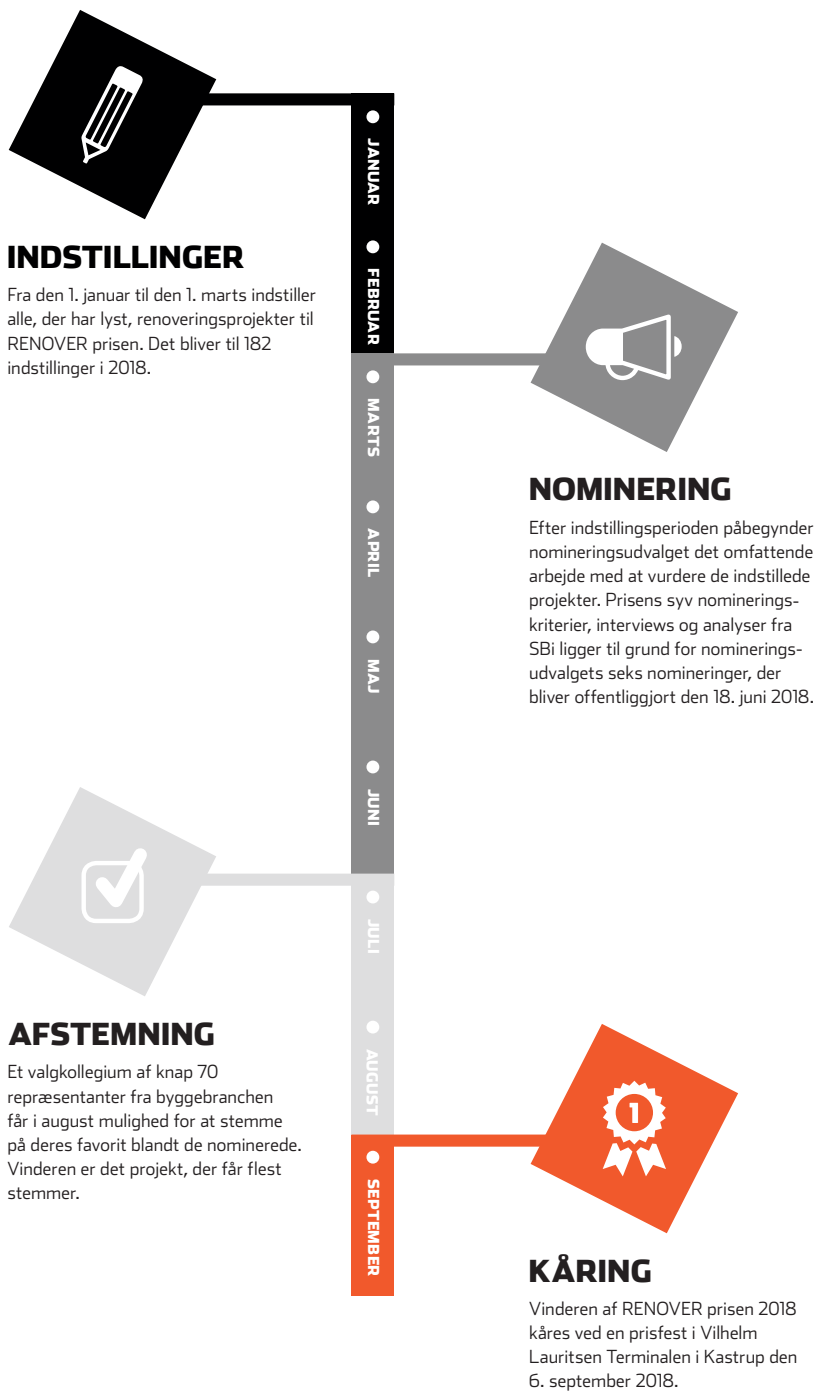 JANUAR
FEBRUAR
INDSTILLINGER
Fra den 1. januar til den 1. marts indstiller
alle, der har lyst, renoveringsprojekter til
RENOVER prisen. Det bliver til 182
indstillinger i 2018.
MARTS
APRIL
MAJ
JUNI
NOMINERING
Efter indstillingsperioden påbegynder
nomineringsudvalget det omfattende
arbejde med at vurdere de indstillede
projekter. Prisens syv nominerings-
kriterier, interviews og analyser fra
SBi ligger til grund for nominerings-
udvalgets seks nomineringer, der
bliver offentliggjort den 18. juni 2018.
JULI
AUGUST
AFSTEMNING
Et valgkollegium af knap 70
repræsentanter fra byggebranchen
får i august mulighed for at stemme
på deres favorit blandt de nominerede.
Vinderen er det projekt, der får flest
stemmer.
1
SEPTEMBER
KÅRING
Vinderen af RENOVER prisen 2018
kåres ved en prisfest i Vilhelm
Lauritsen Terminalen i Kastrup den
6. september 2018.